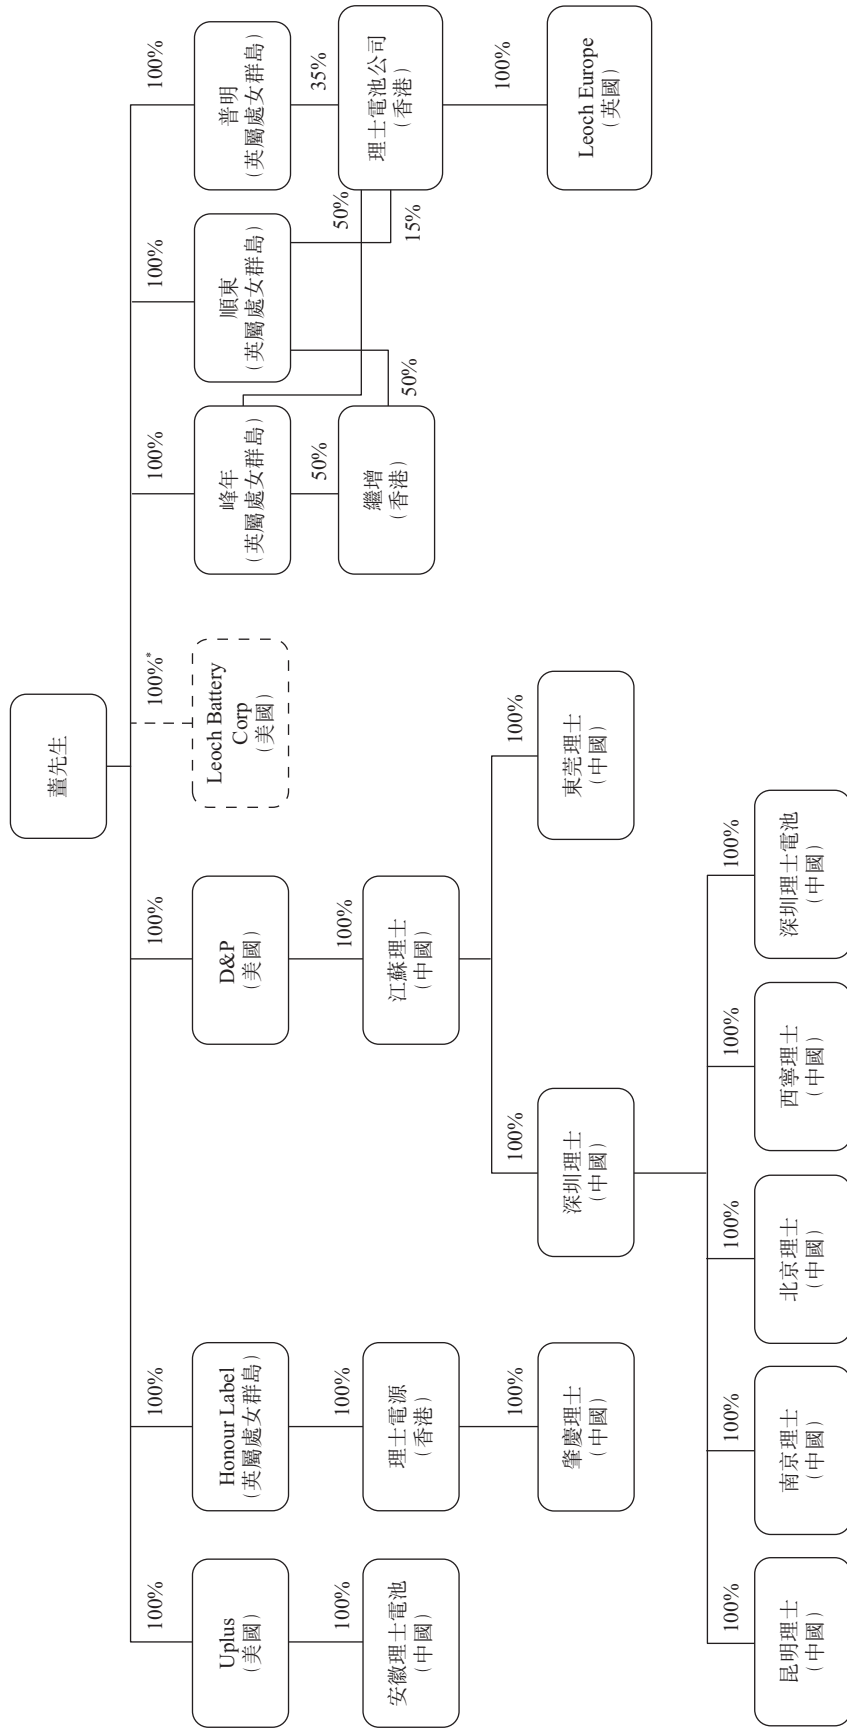 董先生
100%
100%
100%
100%*
100%
100%
100%
Uplus
(美國)
Honour Label
(英屬處女群島)
D&P
(美國)
Leoch Battery
Corp
(美國)
峰年
(英屬處女群島)
順東
(英屬處女群島)
普明
(英屬處女群島)
100%
100%
100%
50%
50%
50%
15%
35%
安徽理士電池
(中國)
理士電源
(香港)
江蘇理士
(中國)
繼增
(香港)
理士電池公司
(香港)
100%
100%
100%
100%
肇慶理士
(中國)
深圳理士
(中國)
東莞理士
(中國)
Leoch Europe
(英國)
100%
100%
100%
100%
100%
昆明理士
(中國)
南京理士
(中國)
北京理士
(中國)
西寧理士
(中國)
深圳理士電池
(中國)